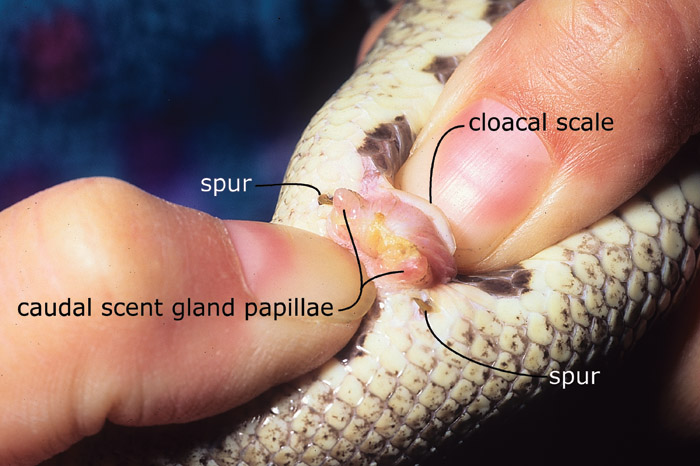 cloacal scale
spur
caudal scent gland papillae
spur